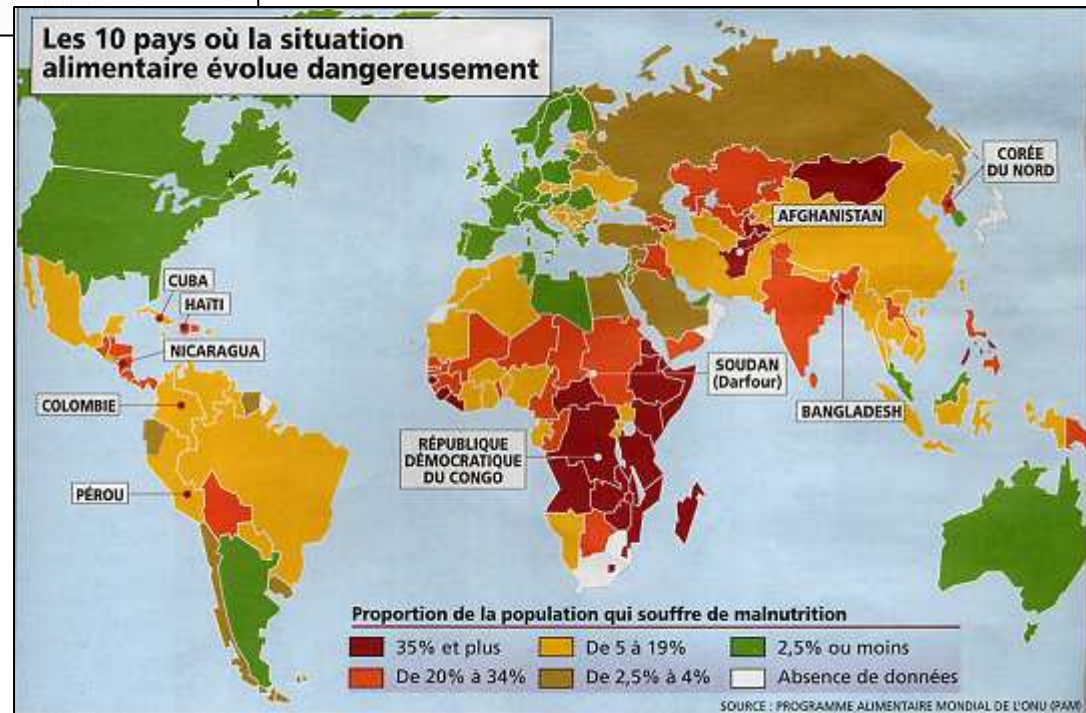 Les 10 pays où la situation
alimentaire évolue dangereusement
CORÉE
DU NORD
AFGHANISTAN
CUBA
HAïTI
NICARAGUA
SOUDAN
(Darfour)
COLOMBIE
BANGLADESH
RÉPUBLIQUE
DÉMOCRATIQUE
DU CONGO
PÉROU
Proportion de la population qui souffre de malnutrition
35% et plus
De 5 à 19%
2,5% ou moins
De 20% à 34%
De 2,5% à 4%
Absence de données
SOURCE : PROGRAMME ALIMENTAIRE MONDIAL DE L'ONU (PAM)